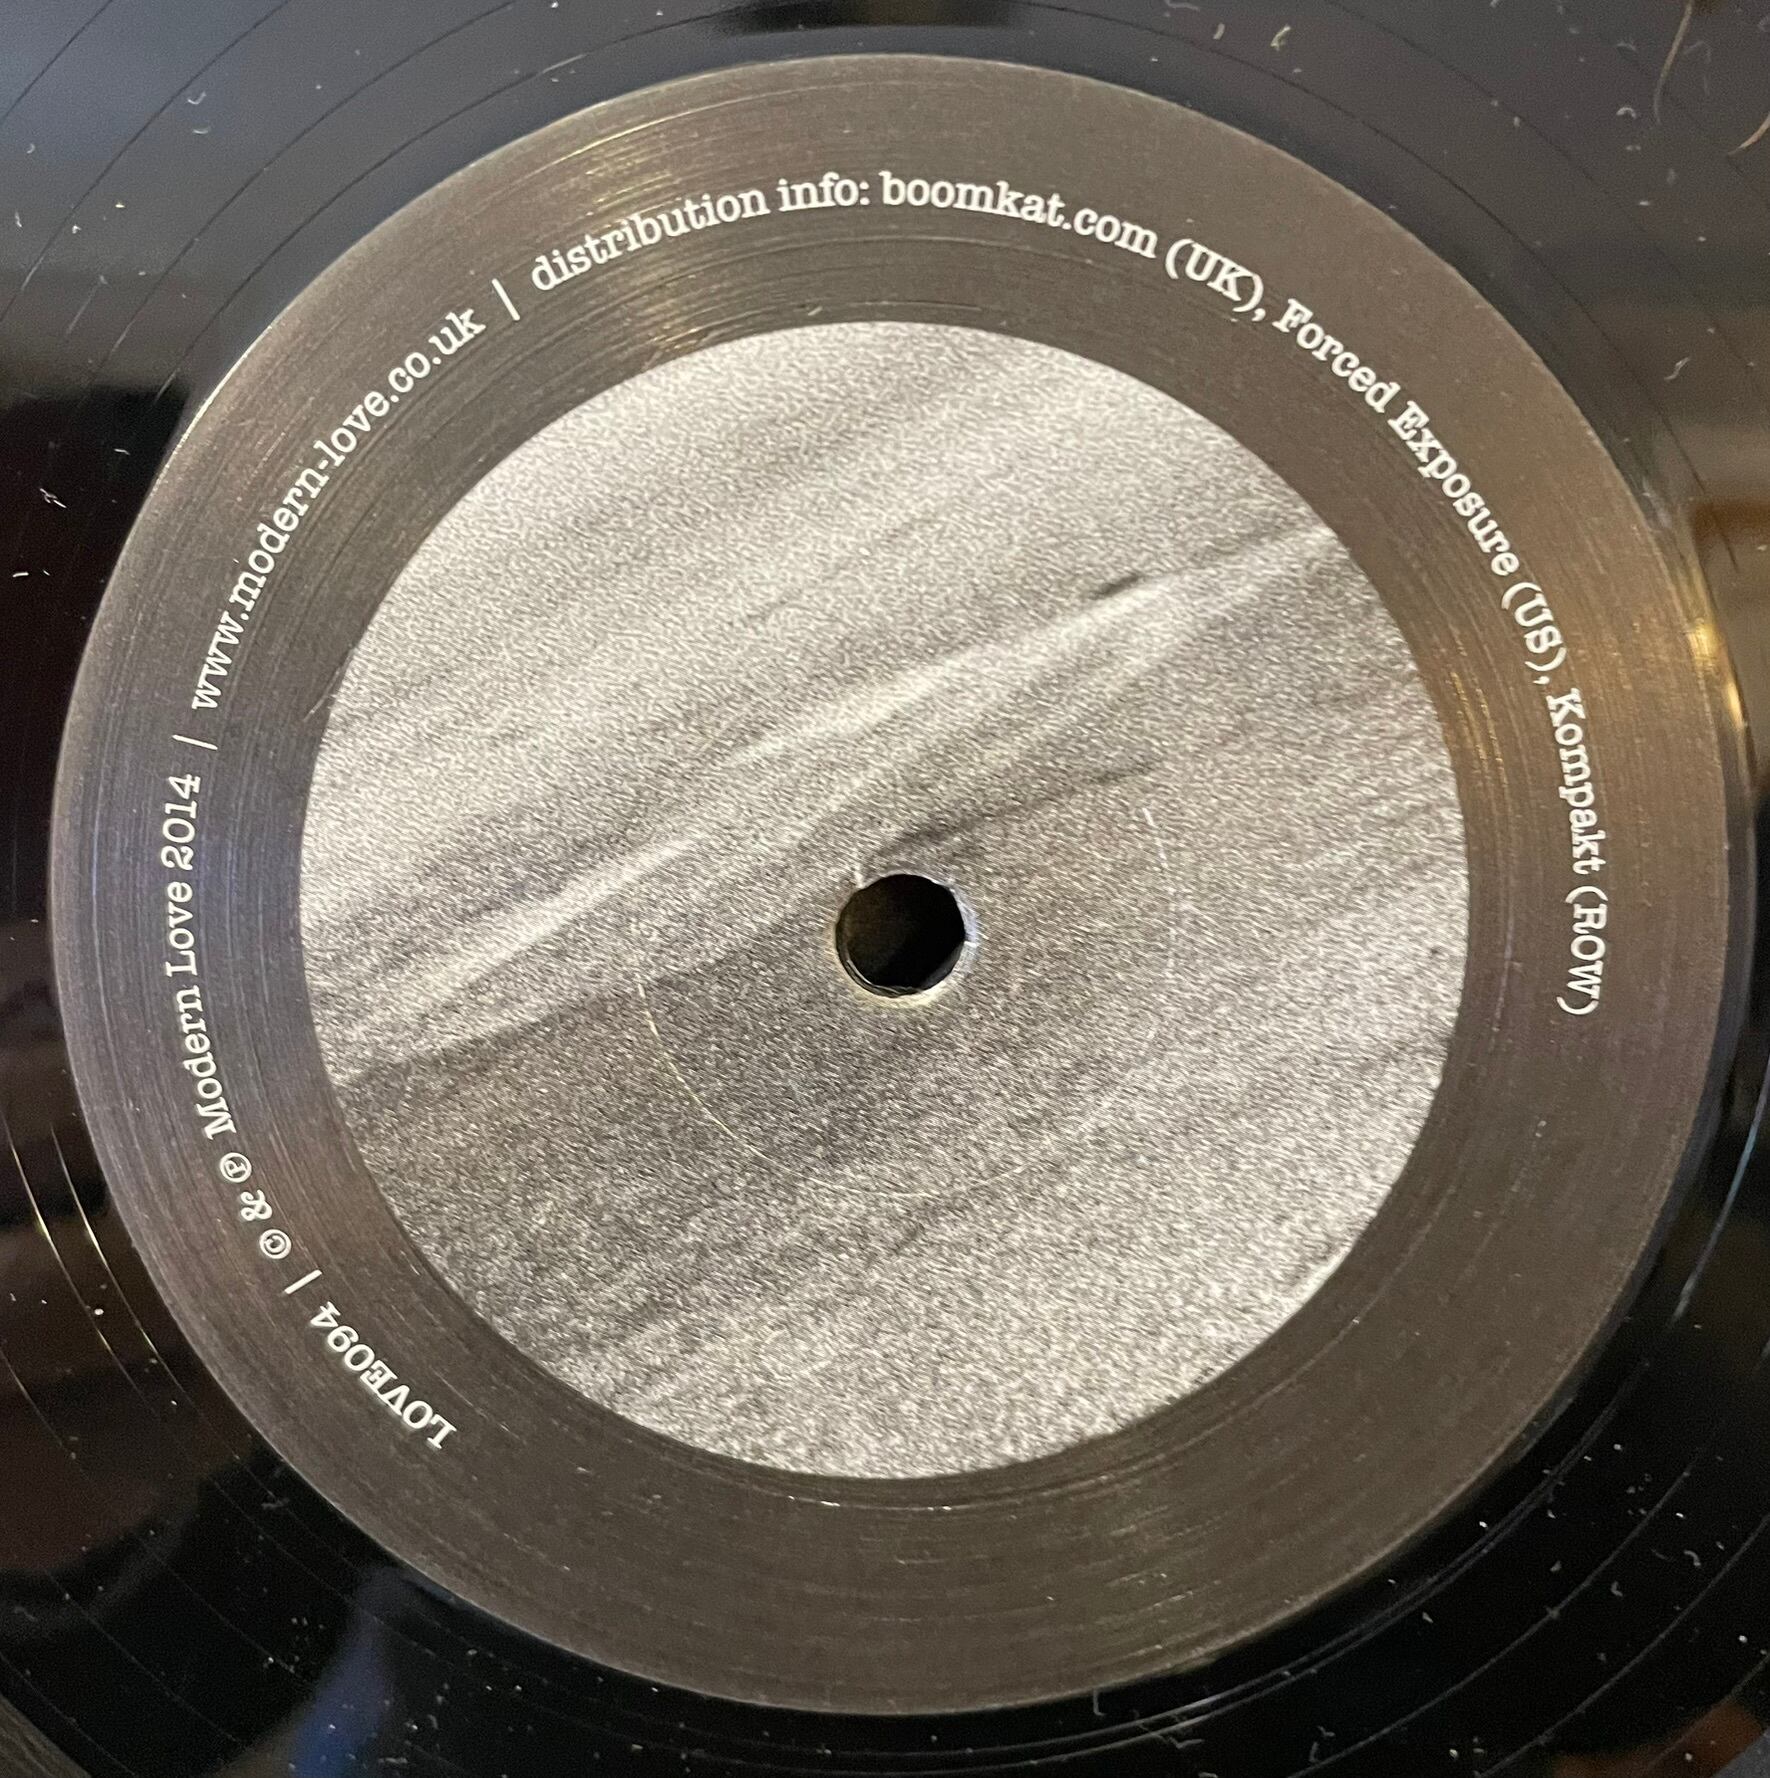 LOVE094 | © & ℗ Modern Love 2014 | www.modern-love.co.uk | distribution info: boomkat.com (UK), Forced Exposure (US), Kompakt (ROW)